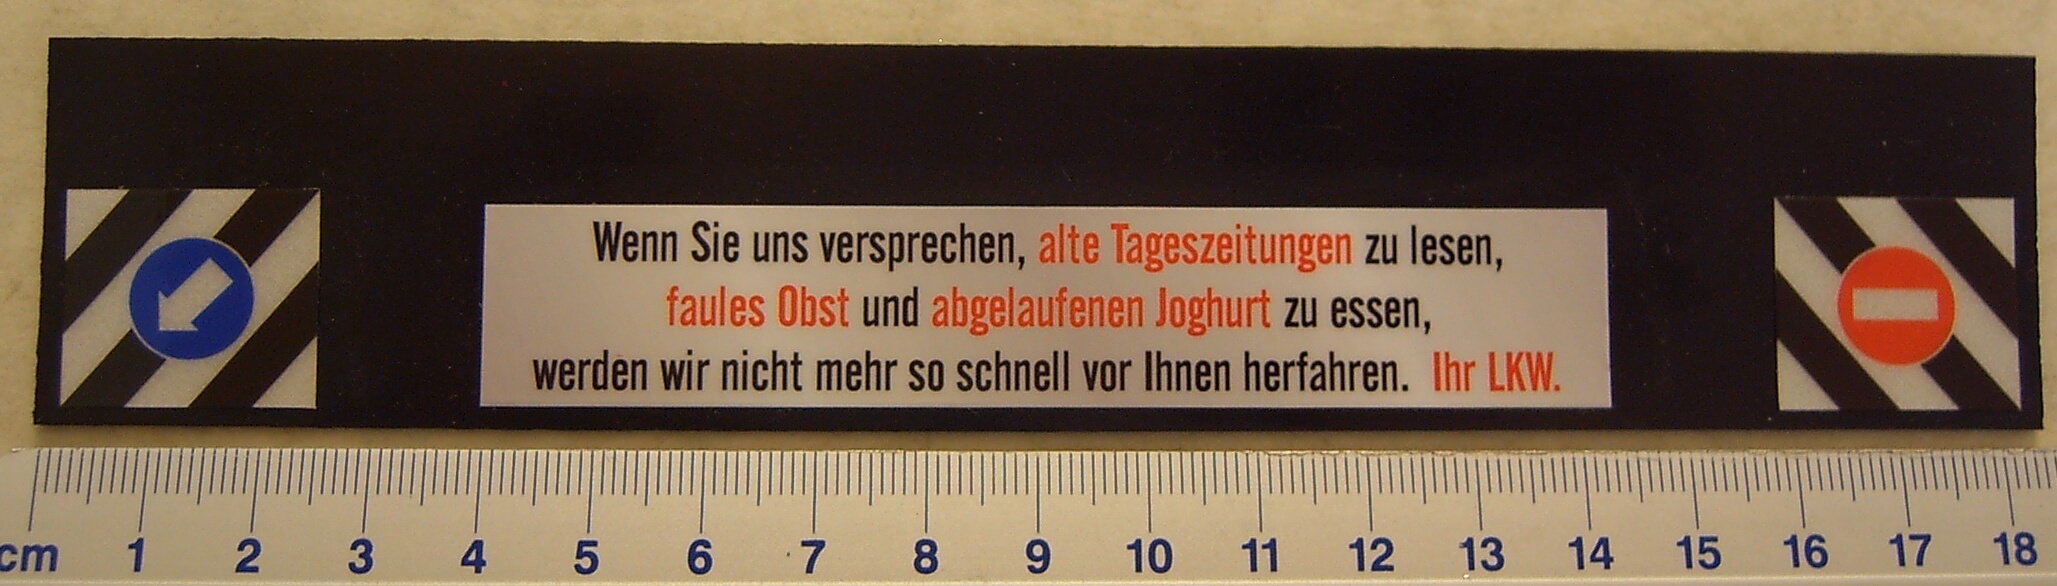 Wenn Sie uns versprechen, alte Tageszeitungen zu lesen,
faules Obst und abgelaufenen Joghurt zu essen,
werden wir nicht mehr so schnell vor Ihnen herfahren. Ihr LKW.
cm 1 2 3 4 5 6 7 8 9 10 11 12 13 14 15 16 17 18